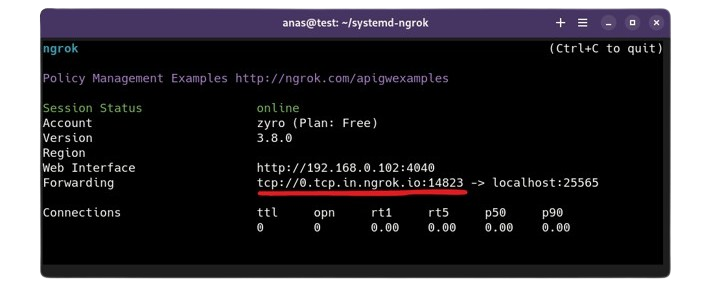 anas@test: ~/systemd-ngrok
ngrok (Ctrl+C to quit)
Policy Management Examples http://ngrok.com/apigwexamples
Session Status online
Account zyro (Plan: Free)
Version 3.8.0
Region
Web Interface http://192.168.0.102:4040
Forwarding tcp://0.tcp.in.ngrok.io:14823 -> localhost:25565
Connections ttl opn rt1 rt5 p50 p90
0 0 0.00 0.00 0.00 0.00